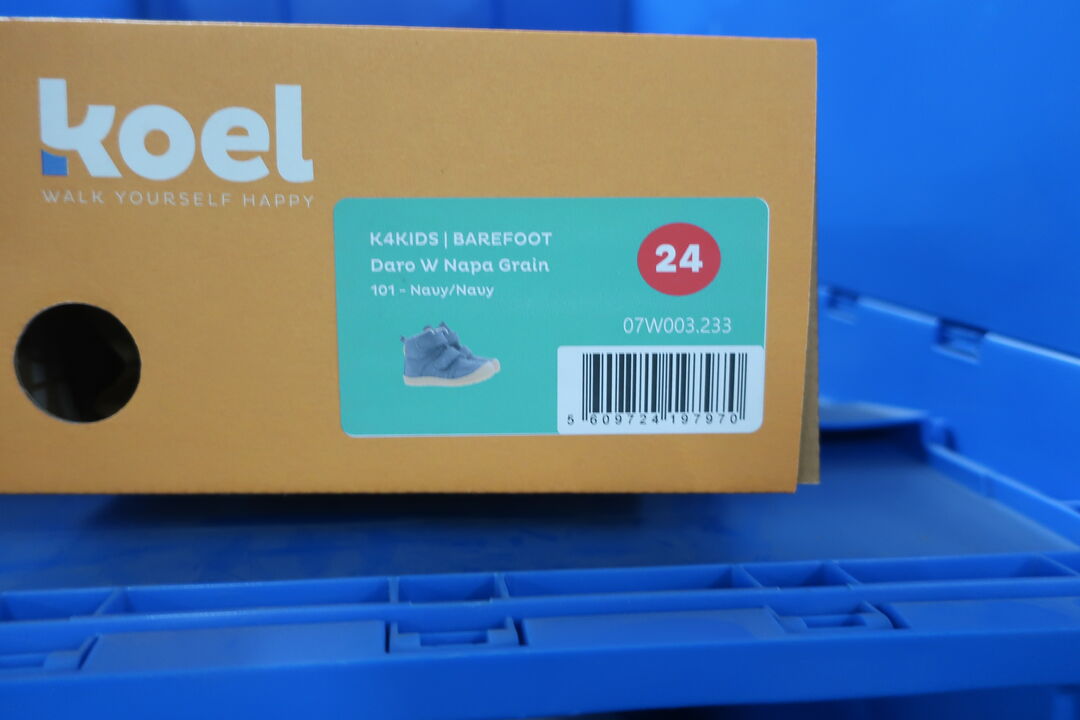 koel
WALK YOURSELF HAPPY
K4KIDS | BAREFOOT
Daro W Napa Grain
101 - Navy/Navy
24
07W003.233
5 609724 197970